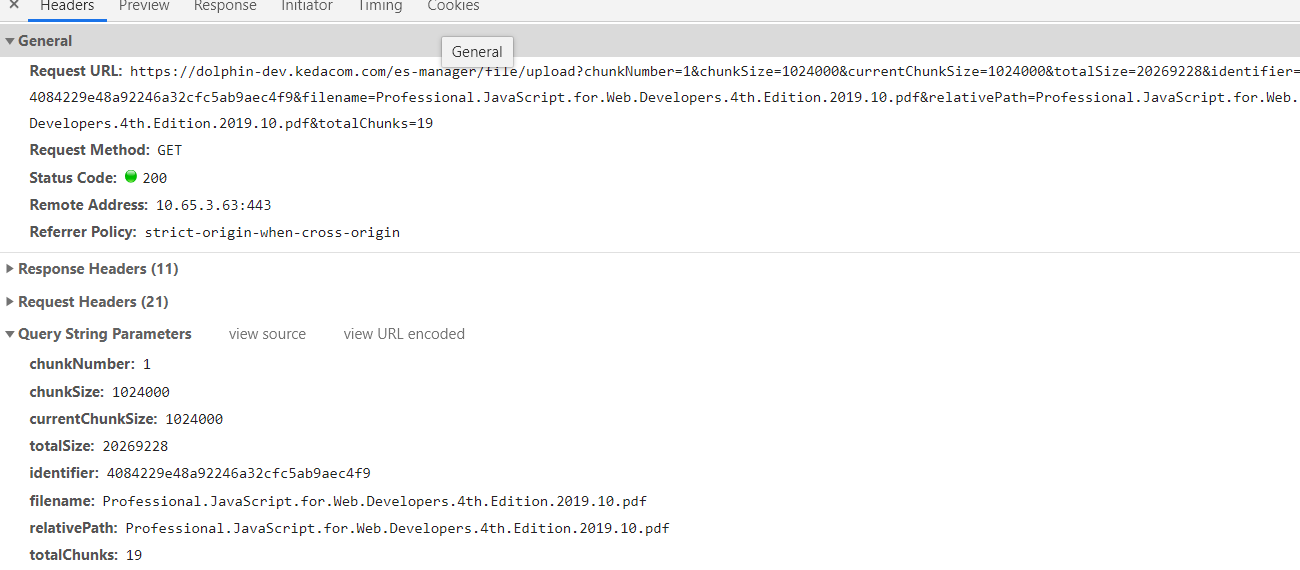 × Headers Preview Response Initiator Timing Cookies
General
General
Request URL: https://dolphin-dev.kedacom.com/es-manager/file/upload?chunkNumber=1&chunkSize=1024000&currentChunkSize=1024000&totalSize=20269228&identifier=
4084229e48a92246a32cfc5ab9aec4f9&filename=Professional.JavaScript.for.Web.Developers.4th.Edition.2019.10.pdf&relativePath=Professional.JavaScript.for.Web.
Developers.4th.Edition.2019.10.pdf&totalChunks=19
Request Method: GET
Status Code: 200
Remote Address: 10.65.3.63:443
Referrer Policy: strict-origin-when-cross-origin
Response Headers (11)
Request Headers (21)
Query String Parameters view source view URL encoded
chunkNumber: 1
chunkSize: 1024000
currentChunkSize: 1024000
totalSize: 20269228
identifier: 4084229e48a92246a32cfc5ab9aec4f9
filename: Professional.JavaScript.for.Web.Developers.4th.Edition.2019.10.pdf
relativePath: Professional.JavaScript.for.Web.Developers.4th.Edition.2019.10.pdf
totalChunks: 19